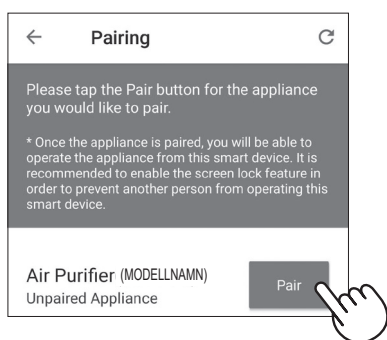 Pairing
Please tap the Pair button for the appliance
you would like to pair.
* Once the appliance is paired, you will be able to
operate the appliance from this smart device. It is
recommended to enable the screen lock feature in
order to prevent another person from operating this
smart device.
Air Purifier (MODELLNAMN)
Unpaired Appliance
Pair